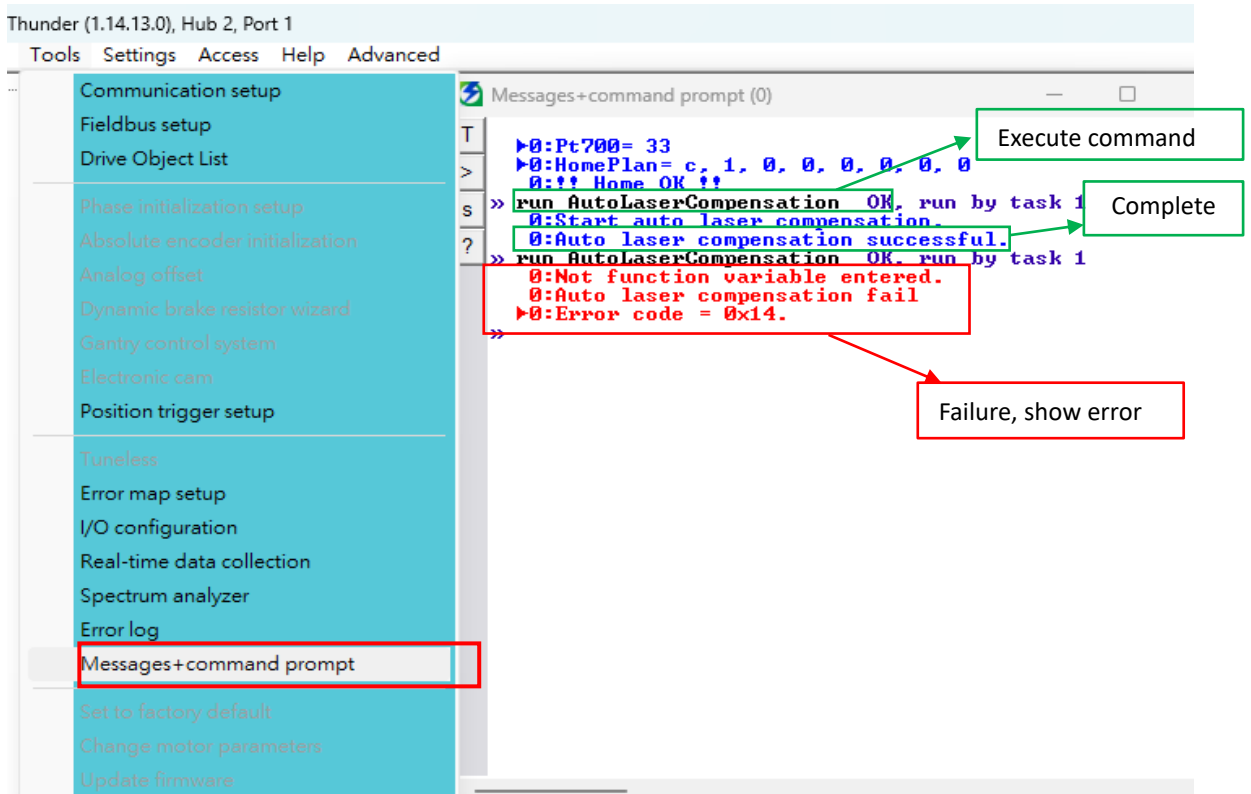 Thunder (1.14.13.0), Hub 2, Port 1
Tools Settings Access Help Advanced
...
Communication setup
Fieldbus setup
Drive Object List
Phase initialization setup
Absolute encoder initialization
Analog offset
Dynamic brake resistor wizard
Gantry control system
Electronic cam
Position trigger setup
Tuneless
Error map setup
I/O configuration
Real-time data collection
Spectrum analyzer
Error log
Messages+command prompt
Set to factory default
Change motor parameters
Update firmware
Messages+command prompt (0)
T
>
s
?
▶0:Pt700= 33
▶0:HomePlan= c, 1, 0, 0, 0, 0, 0, 0
0:!! Home OK !!
» run AutoLaserCompensation OK, run by task 1
0:Start auto laser compensation.
0:Auto laser compensation successful.
» run AutoLaserCompensation OK, run by task 1
0:Not function variable entered.
0:Auto laser compensation fail
▶0:Error code = 0x14.
»
Execute command
Complete
Failure, show error